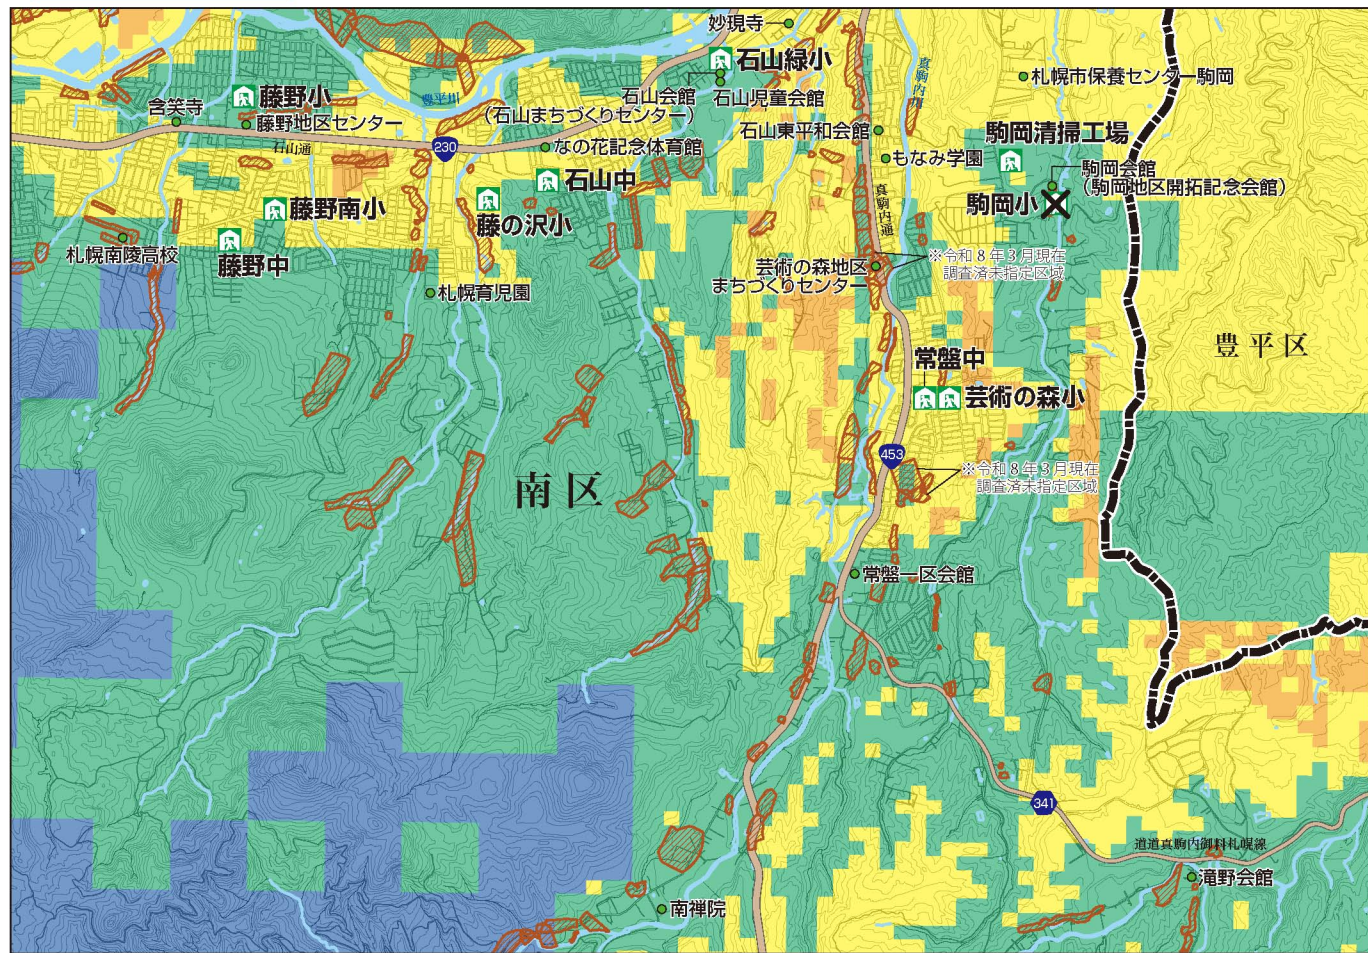 妙現寺
石山緑小
石山会館
(石山まちづくりセンター)
石山児童会館
真駒内川
札幌市保養センター駒岡
藤野小
含笑寺
藤野地区センター
石山通
豊平川
230
なの花記念体育館
石山東平和会館
もなみ学園
駒岡清掃工場
駒岡会館
(駒岡地区開拓記念会館)
駒岡小
石山中
藤の沢小
藤野南小
藤野中
札幌南陵高校
札幌育児園
真駒内通
芸術の森地区
まちづくりセンター
※令和8年3月現在
調査済未指定区域
豊平区
常盤中
芸術の森小
453
※令和8年3月現在
調査済未指定区域
南区
常盤一区会館
341
道道真駒内御料札幌線
滝野会館
南禅院